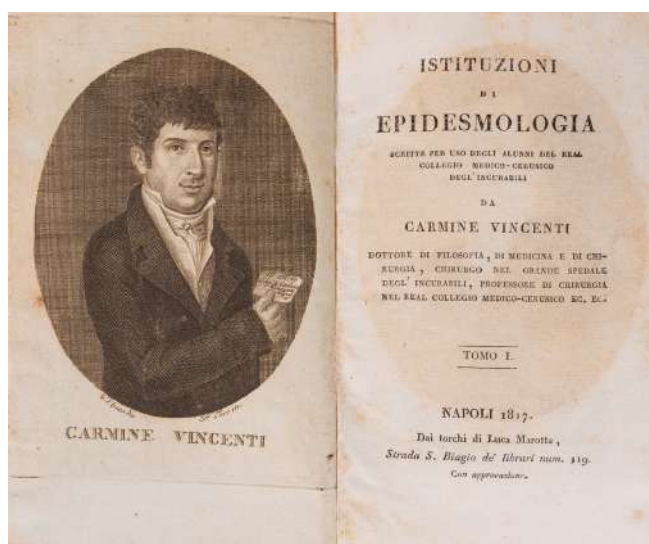 CARMINE VINCENTI
ISTITUZIONI
DI
EPIDESMOLOGIA
SCRITTE PER USO DEGLI ALUNNI DEL REAL
COLLEGIO MEDICO-CERUSICO
DEGL' INCURABILI
DA
CARMINE VINCENTI
DOTTORE DI FILOSOFIA, DI MEDICINA E DI CHI-
RURGIA, CHIRURGO NEL GRANDE SPEDALE
DEGL' INCURABILI, PROFESSORE DI CHIRURGIA
NEL REAL COLLEGIO MEDICO-CERUSICO EC. EC.
TOMO I.
NAPOLI 1817.
Dai torchi di Luca Marotta,
Strada S. Biagio de' librari num. 119.
Con approvazione.